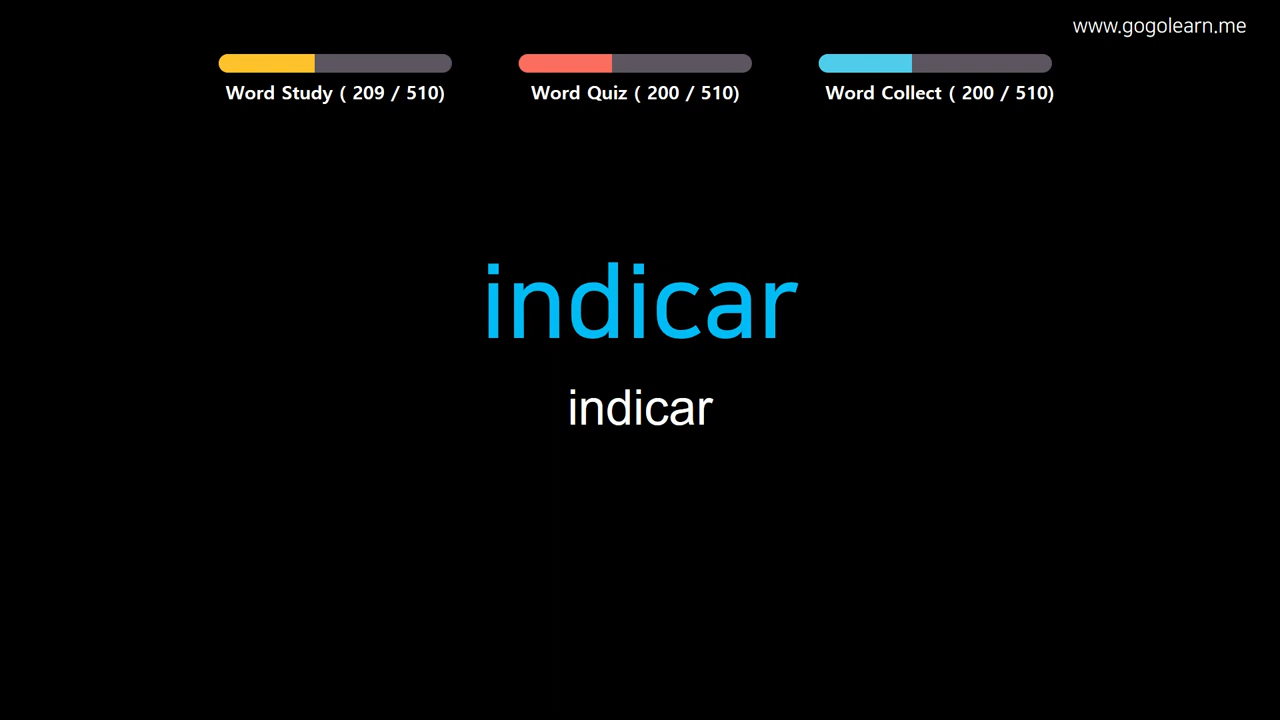 www.gogolearn.me
Word Study ( 209 / 510)
Word Quiz ( 200 / 510)
Word Collect ( 200 / 510)
indicar
indicar